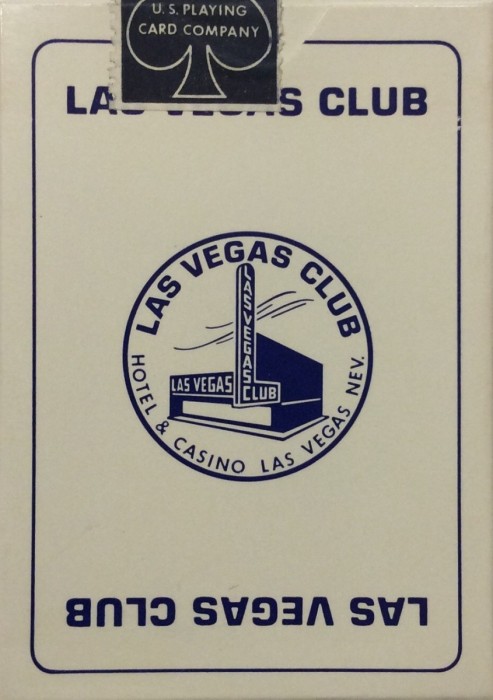 U.S. PLAYING
CARD COMPANY
LAS VEGAS CLUB
LAS VEGAS CLUB
LAS VEGAS CLUB
LAS VEGAS
CLUB
HOTEL & CASINO LAS VEGAS NEV.
LAS VEGAS CLUB